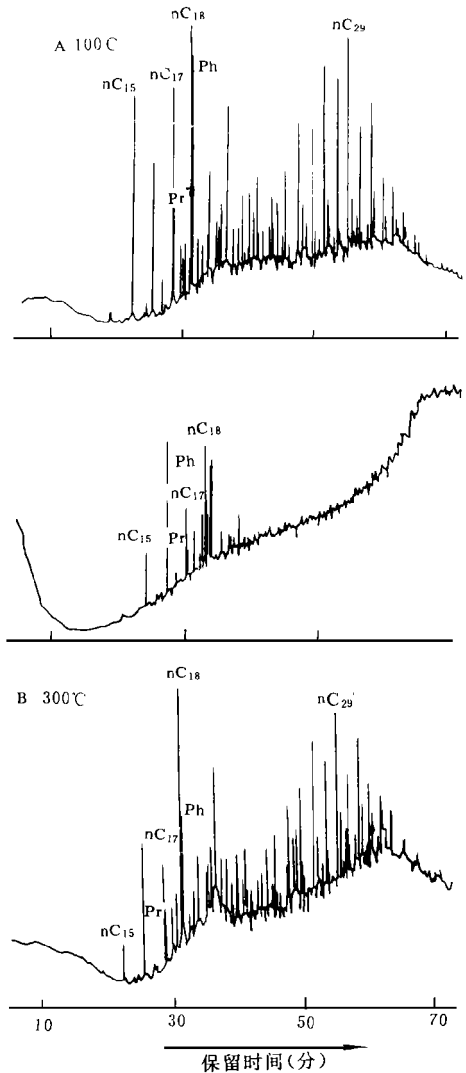 nC₁₈
A 100℃
nC₂₉
nC₁₇
Ph
nC₁₅
Pr
nC₁₈
Ph
nC₁₇
nC₁₅
Pr
nC₁₈
B 300℃
nC₂₉
Ph
nC₁₇
Pr
nC₁₅
10 30 50 70
保留时间(分)